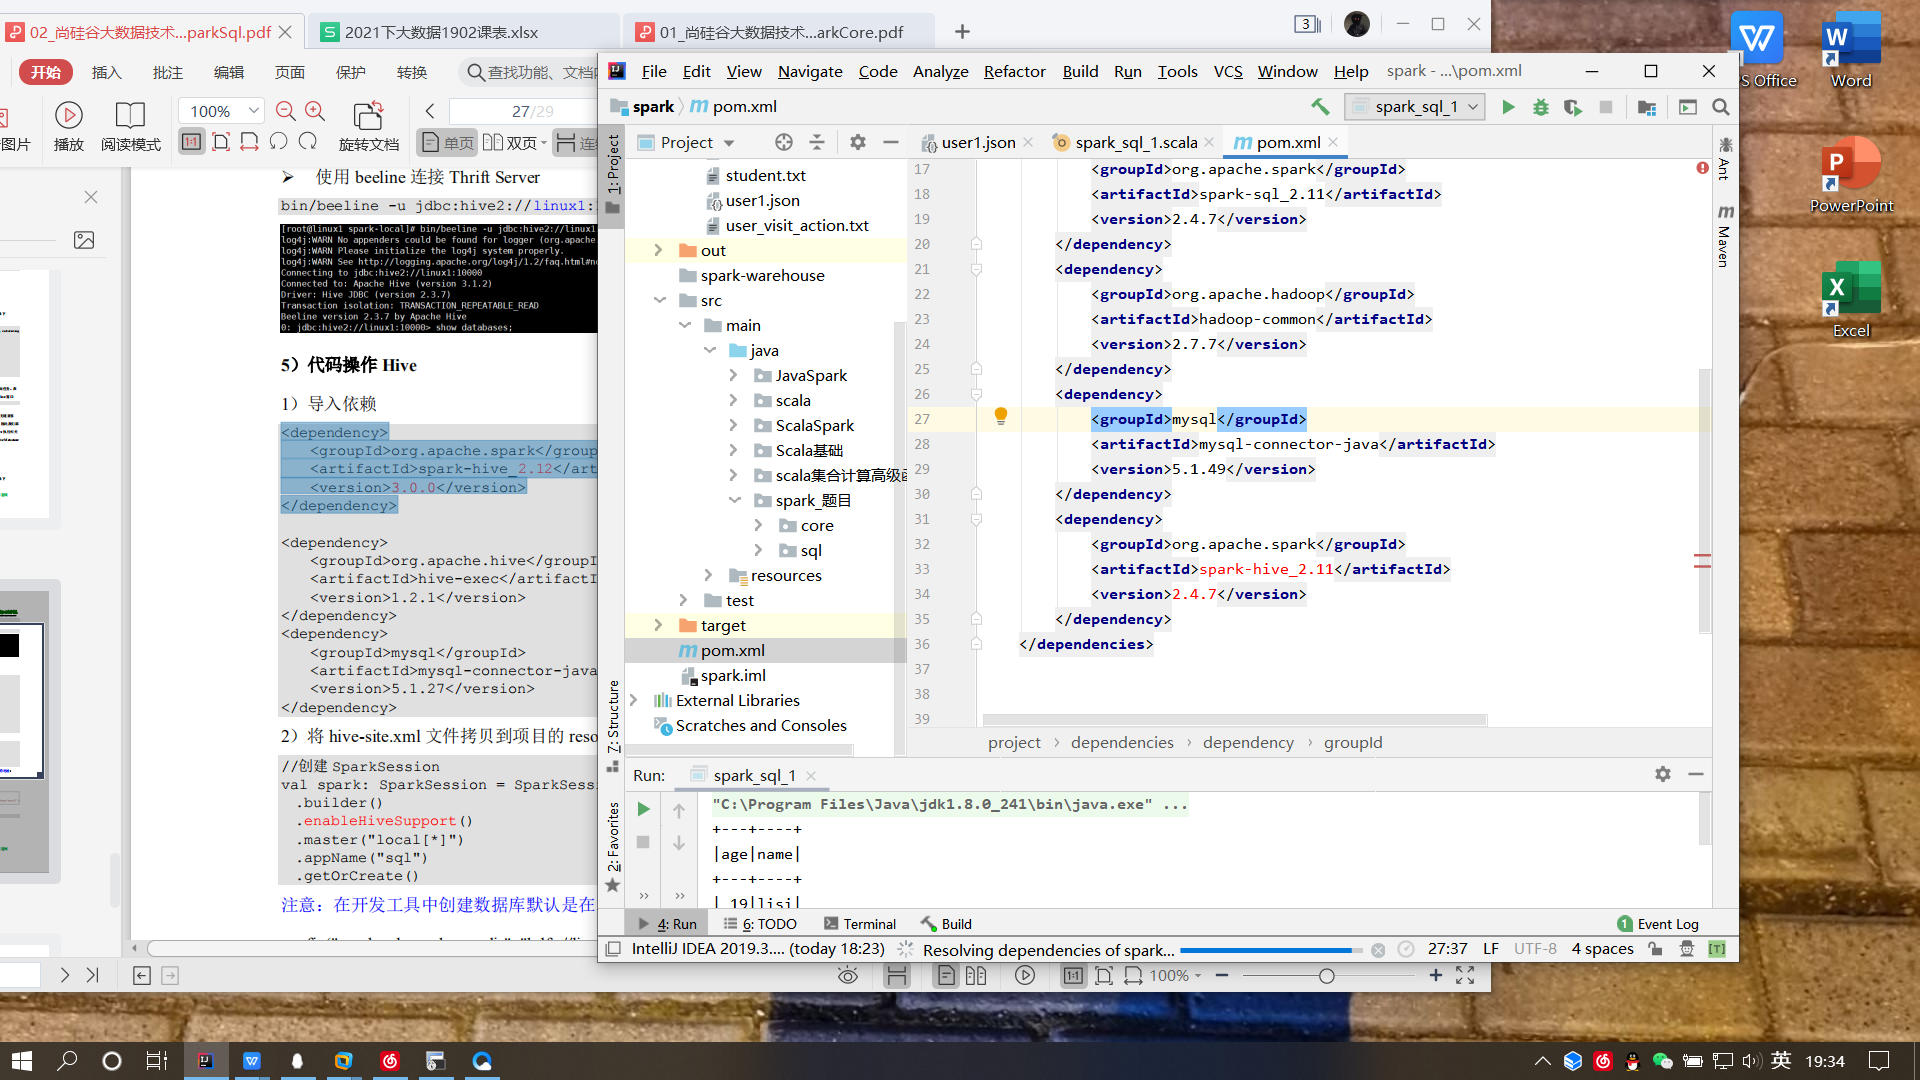 02_尚硅谷大数据技术...parkSql.pdf
2021下大数据1902课表.xlsx
01_尚硅谷大数据技术...arkCore.pdf
3
开始
插入
批注
编辑
页面
保护
转换
查找功能、文档
播放
阅读模式
100%
27/29
旋转文档
单页
双页
使用 beeline 连接 Thrift Server
bin/beeline -u jdbc:hive2://linux1:
[root@linux1 spark-local]# bin/beeline -u jdbc:hive2://linux1
log4j:WARN No appenders could be found for logger (org.apache
log4j:WARN Please initialize the log4j system properly.
log4j:WARN See http://logging.apache.org/log4j/1.2/faq.html#no
Connecting to jdbc:hive2://linux1:10000
Connected to: Apache Hive (version 3.1.2)
Driver: Hive JDBC (version 2.3.7)
Transaction isolation: TRANSACTION_REPEATABLE_READ
Beeline version 2.3.7 by Apache Hive
0: jdbc:hive2://linux1:10000> show databases;
5）代码操作 Hive
1）导入依赖
<dependency>
<groupId>org.apache.spark</group
<artifactId>spark-hive_2.12</art
<version>3.0.0</version>
</dependency>
<dependency>
<groupId>org.apache.hive</groupI
<artifactId>hive-exec</artifactI
<version>1.2.1</version>
</dependency>
<dependency>
<groupId>mysql</groupId>
<artifactId>mysql-connector-java
<version>5.1.27</version>
</dependency>
2）将 hive-site.xml 文件拷贝到项目的 reso
//创建 SparkSession
val spark: SparkSession = SparkSess
.builder()
.enableHiveSupport()
.master("local[*]")
.appName("sql")
.getOrCreate()
注意：在开发工具中创建数据库默认是在
100%
File Edit View Navigate Code Analyze Refactor Build Run Tools VCS Window Help spark - ...\pom.xml
spark
pom.xml
spark_sql_1
1: Project
Project
user1.json
spark_sql_1.scala
pom.xml
Ant
Maven
student.txt
user1.json
user_visit_action.txt
out
spark-warehouse
src
main
java
JavaSpark
scala
ScalaSpark
Scala基础
scala集合计算高级函
spark_题目
core
sql
resources
test
target
pom.xml
spark.iml
External Libraries
Scratches and Consoles
7: Structure
2: Favorites
17 <groupId>org.apache.spark</groupId>
18 <artifactId>spark-sql_2.11</artifactId>
19 <version>2.4.7</version>
20 </dependency>
21 <dependency>
22 <groupId>org.apache.hadoop</groupId>
23 <artifactId>hadoop-common</artifactId>
24 <version>2.7.7</version>
25 </dependency>
26 <dependency>
27 <groupId>mysql</groupId>
28 <artifactId>mysql-connector-java</artifactId>
29 <version>5.1.49</version>
30 </dependency>
31 <dependency>
32 <groupId>org.apache.spark</groupId>
33 <artifactId>spark-hive_2.11</artifactId>
34 <version>2.4.7</version>
35 </dependency>
36 </dependencies>
37
38
39
project › dependencies › dependency › groupId
Run: spark_sql_1
"C:\Program Files\Java\jdk1.8.0_241\bin\java.exe" ...
+---+----+
|age|name|
+---+----+
| 19|lisi|
4: Run
6: TODO
Terminal
Build
1 Event Log
IntelliJ IDEA 2019.3.... (today 18:23)
Resolving dependencies of spark...
27:37 LF UTF-8 4 spaces
S Office
Word
PowerPoint
Excel
英
19:34